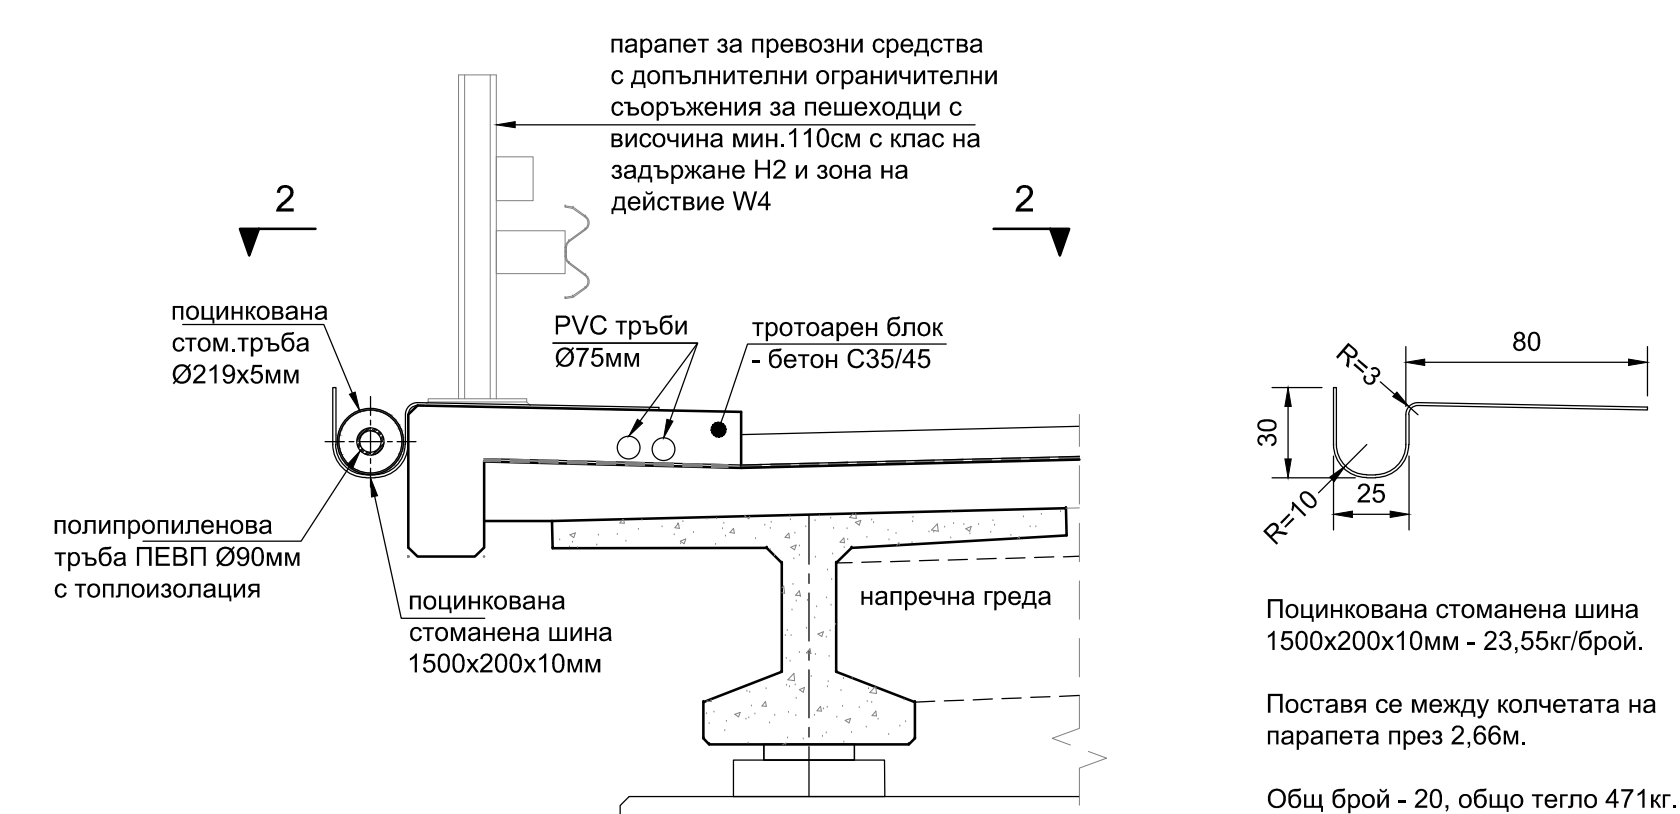 парапет за превозни средства
с допълнителни ограничителни
съоръжения за пешеходци с
височина мин.110см с клас на
задържане Н2 и зона на
действие W4
2
2
поцинкована
стом.тръба
Ø219х5мм
PVC тръби
Ø75мм
тротоарен блок
- бетон С35/45
полипропиленова
тръба ПЕВП Ø90мм
с топлоизолация
поцинкована
стоманена шина
1500х200х10мм
напречна греда
80
R=3
30
25
R=10
Поцинкована стоманена шина
1500х200х10мм - 23,55кг/брой.
Поставя се между колчетата на
парапета през 2,66м.
Общ брой - 20, общо тегло 471кг.